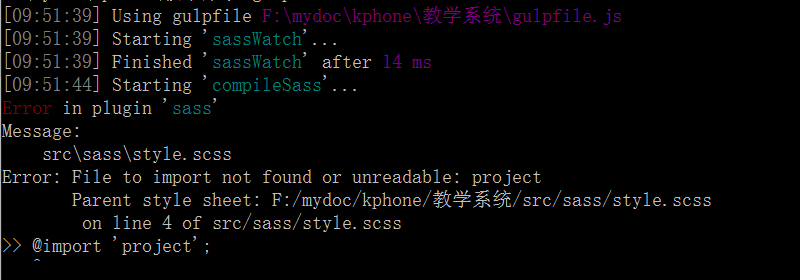 [09:51:39] Using gulpfile F:\mydoc\kphone\教学系统\gulpfile.js
[09:51:39] Starting 'sassWatch'...
[09:51:39] Finished 'sassWatch' after 14 ms
[09:51:44] Starting 'compileSass'...
Error in plugin 'sass'
Message:
    src\sass\style.scss
Error: File to import not found or unreadable: project
       Parent style sheet: F:/mydoc/kphone/教学系统/src/sass/style.scss
        on line 4 of src/sass/style.scss
>> @import 'project';
   ^